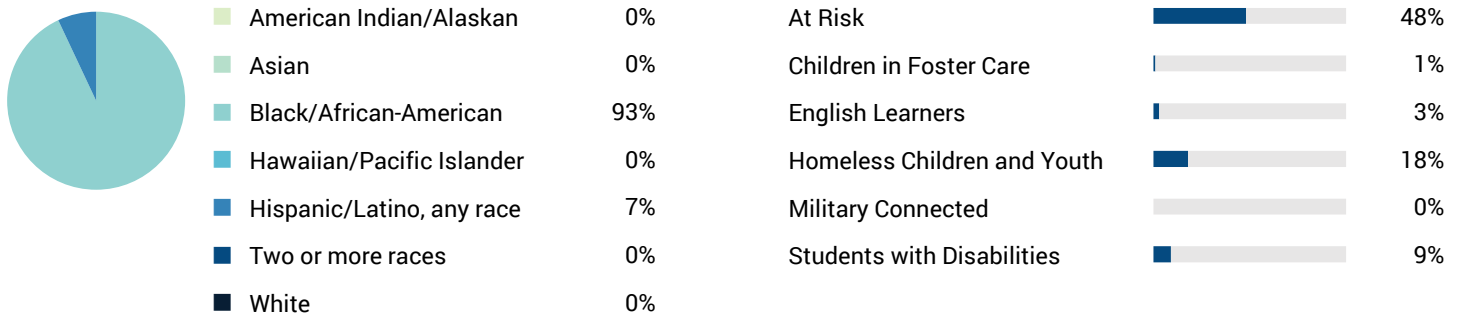 American Indian/Alaskan 0%
Asian 0%
Black/African-American 93%
Hawaiian/Pacific Islander 0%
Hispanic/Latino, any race 7%
Two or more races 0%
White 0%
At Risk 48%
Children in Foster Care 1%
English Learners 3%
Homeless Children and Youth 18%
Military Connected 0%
Students with Disabilities 9%